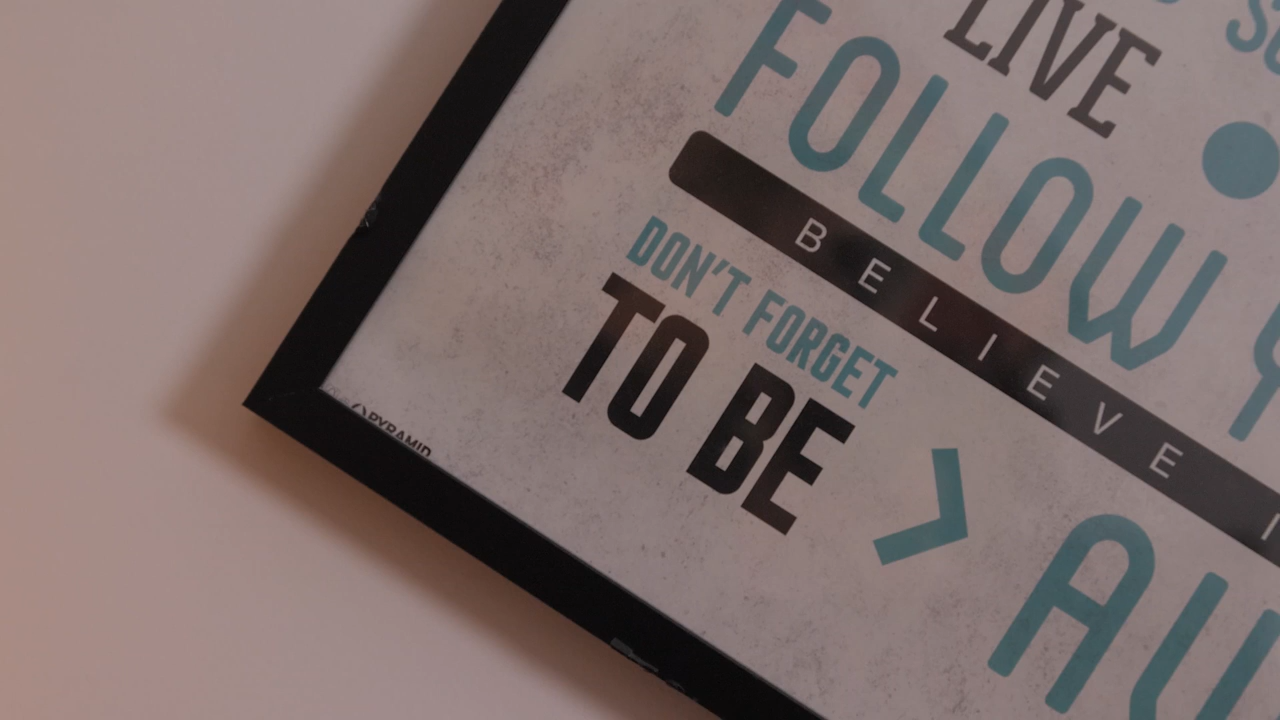 LIVE
FOLLOW
BELIEVE
DON'T FORGET
TO BE >
PYRAMID